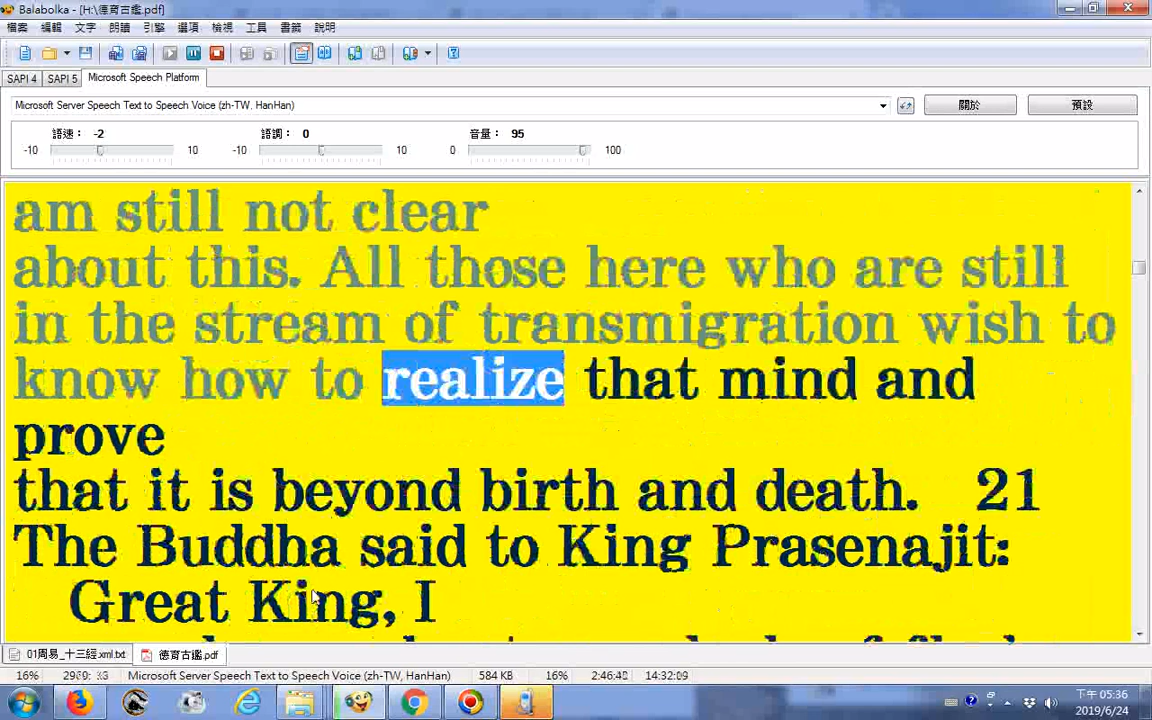 Balabolka - [H:\德育古鑑.pdf]
檔案 編輯 文字 朗讀 引擎 選項 檢視 工具 書籤 說明
SAPI 4 SAPI 5 Microsoft Speech Platform
Microsoft Server Speech Text to Speech Voice (zh-TW, HanHan) 關於 預設
語速： -2 語調： 0 音量： 95
-10 10 -10 10 0 100
am still not clear
about this. All those here who are still
in the stream of transmigration wish to
know how to realize that mind and
prove
that it is beyond birth and death. 21
The Buddha said to King Prasenajit:
Great King, I
01周易_十三經.xml.txt 德育古鑑.pdf
16% Microsoft Server Speech Text to Speech Voice (zh-TW, HanHan) 584 KB 16% 2:46:48 14:32:09
下午 05:36
2019/6/24